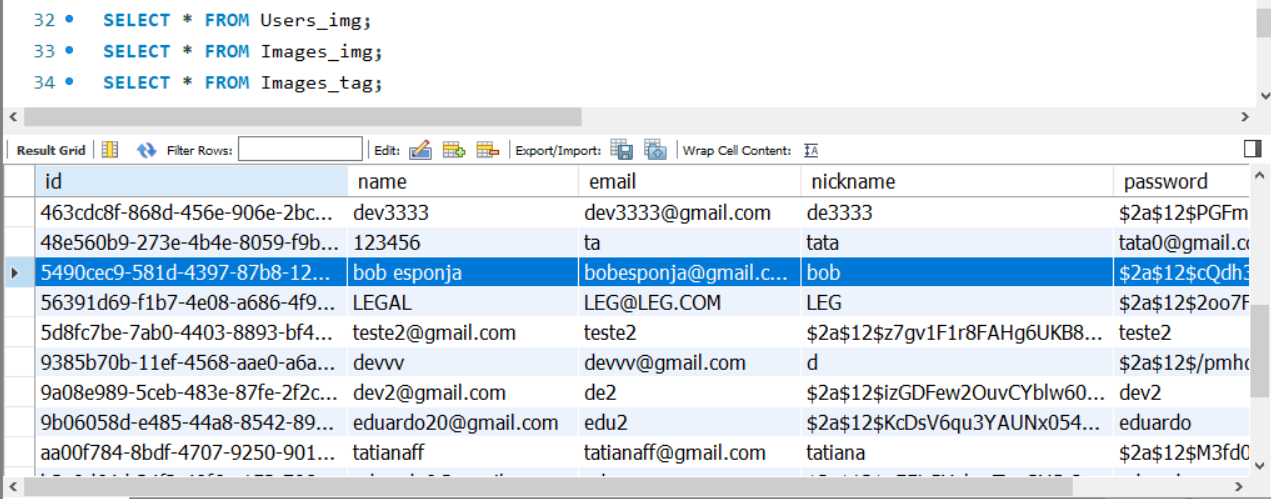 32 SELECT * FROM Users_img;
33 SELECT * FROM Images_img;
34 SELECT * FROM Images_tag;
Result Grid Filter Rows: Edit: Export/Import: Wrap Cell Content:
id name email nickname password
463cdc8f-868d-456e-906e-2bc... dev3333 dev3333@gmail.com de3333 $2a$12$PGFm
48e560b9-273e-4b4e-8059-f9b... 123456 ta tata tata0@gmail.co
5490cec9-581d-4397-87b8-12... bob esponja bobesponja@gmail.c... bob $2a$12$cQdh3
56391d69-f1b7-4e08-a686-4f9... LEGAL LEG@LEG.COM LEG $2a$12$2oo7F
5d8fc7be-7ab0-4403-8893-bf4... teste2@gmail.com teste2 $2a$12$z7gv1F1r8FAHg6UKB8... teste2
9385b70b-11ef-4568-aae0-a6a... devvv devvv@gmail.com d $2a$12$/pmhc
9a08e989-5ceb-483e-87fe-2f2c... dev2@gmail.com de2 $2a$12$izGDFew2OuvCYblw60... dev2
9b06058d-e485-44a8-8542-89... eduardo20@gmail.com edu2 $2a$12$KcDsV6qu3YAUNx054... eduardo
aa00f784-8bdf-4707-9250-901... tatianaff tatianaff@gmail.com tatiana $2a$12$M3fd0